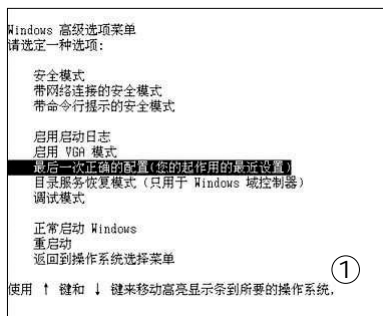 Windows 高级选项菜单
请选定一种选项:
安全模式
带网络连接的安全模式
带命令行提示的安全模式
启用启动日志
启用 VGA 模式
最后一次正确的配置(您的起作用的最近设置)
目录服务恢复模式 (只用于 Windows 域控制器)
调试模式
正常启动 Windows
重启动
返回到操作系统选择菜单
①
使用 ↑ 键和 ↓ 键来移动高亮显示条到所要的操作系统,